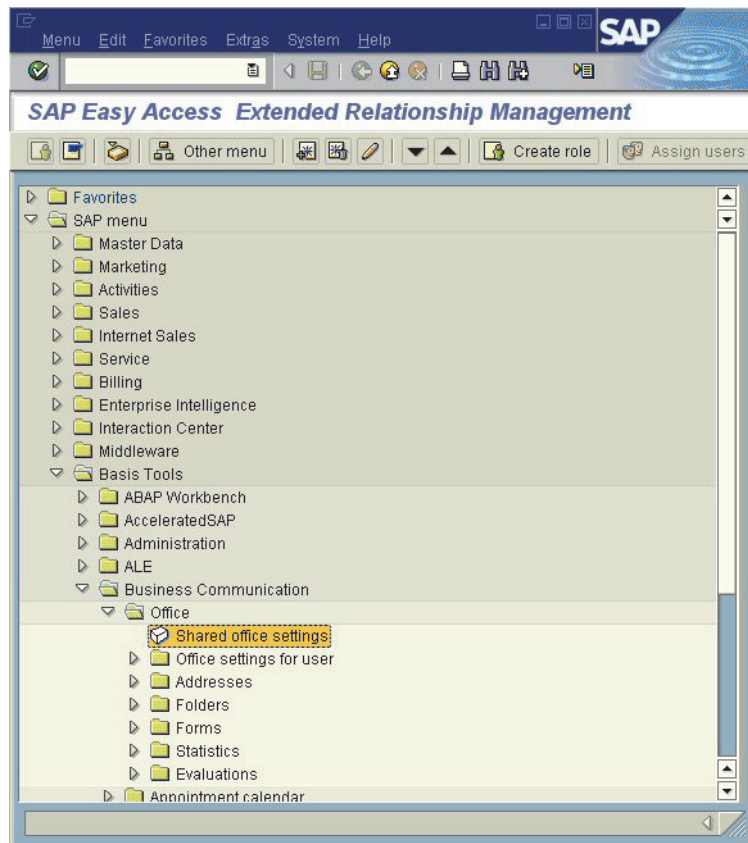 Menu Edit Favorites Extras System Help
SAP
SAP Easy Access Extended Relationship Management
Other menu Create role Assign users
Favorites
SAP menu
Master Data
Marketing
Activities
Sales
Internet Sales
Service
Billing
Enterprise Intelligence
Interaction Center
Middleware
Basis Tools
ABAP Workbench
AcceleratedSAP
Administration
ALE
Business Communication
Office
Shared office settings
Office settings for user
Addresses
Folders
Forms
Statistics
Evaluations
Appointment calendar